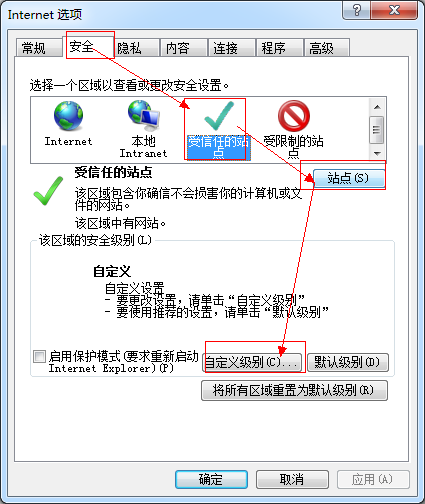 Internet 选项
常规 安全 隐私 内容 连接 程序 高级
选择一个区域以查看或更改安全设置。
Internet
本地
Intranet
受信任的站
点
受限制的站
点
受信任的站点
站点(S)
该区域包含你确信不会损害你的计算机或文
件的网站。
该区域中有网站。
该区域的安全级别(L)
自定义
自定义设置
- 要更改设置,请单击“自定义级别”
- 要使用推荐的设置,请单击“默认级别”
启用保护模式(要求重新启动
Internet Explorer)(P)
自定义级别(C)... 默认级别(D)
将所有区域重置为默认级别(R)
确定 取消 应用(A)